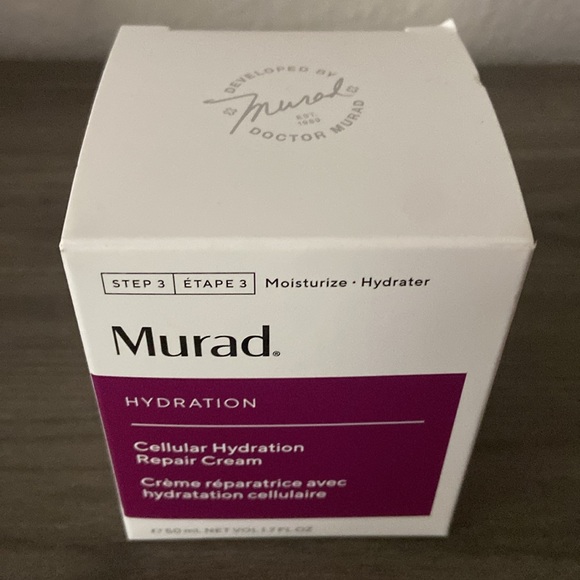 DEVELOPED BY
Murad
EST.
1989
DOCTOR MURAD
STEP 3 ÉTAPE 3 Moisturize · Hydrater
Murad®
HYDRATION
Cellular Hydration
Repair Cream
Crème réparatrice avec
hydratation cellulaire
50 mL NET VOL 1.7 FL OZ